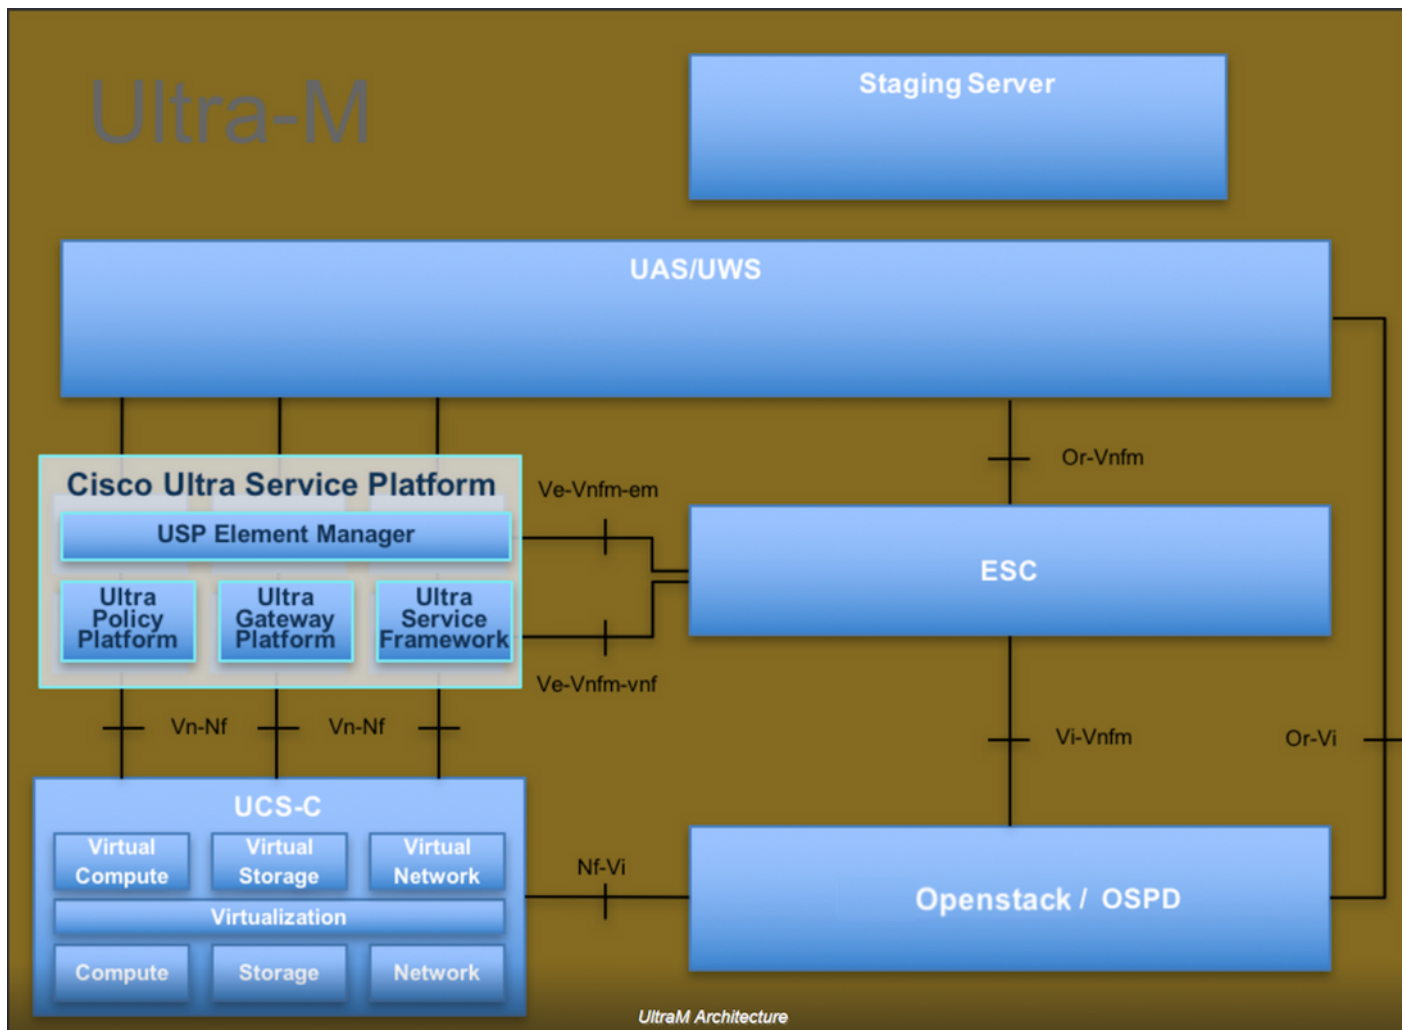 Ultra-M
Staging Server
UAS/UWS
Or-Vnfm
Cisco Ultra Service Platform
Ve-Vnfm-em
USP Element Manager
ESC
Ultra
Policy
Platform
Ultra
Gateway
Platform
Ultra
Service
Framework
Ve-Vnfm-vnf
Vn-Nf
Vn-Nf
Vi-Vnfm
Or-Vi
UCS-C
Virtual
Compute
Virtual
Storage
Virtual
Network
Nf-Vi
Openstack / OSPD
Virtualization
Compute
Storage
Network
UltraM Architecture